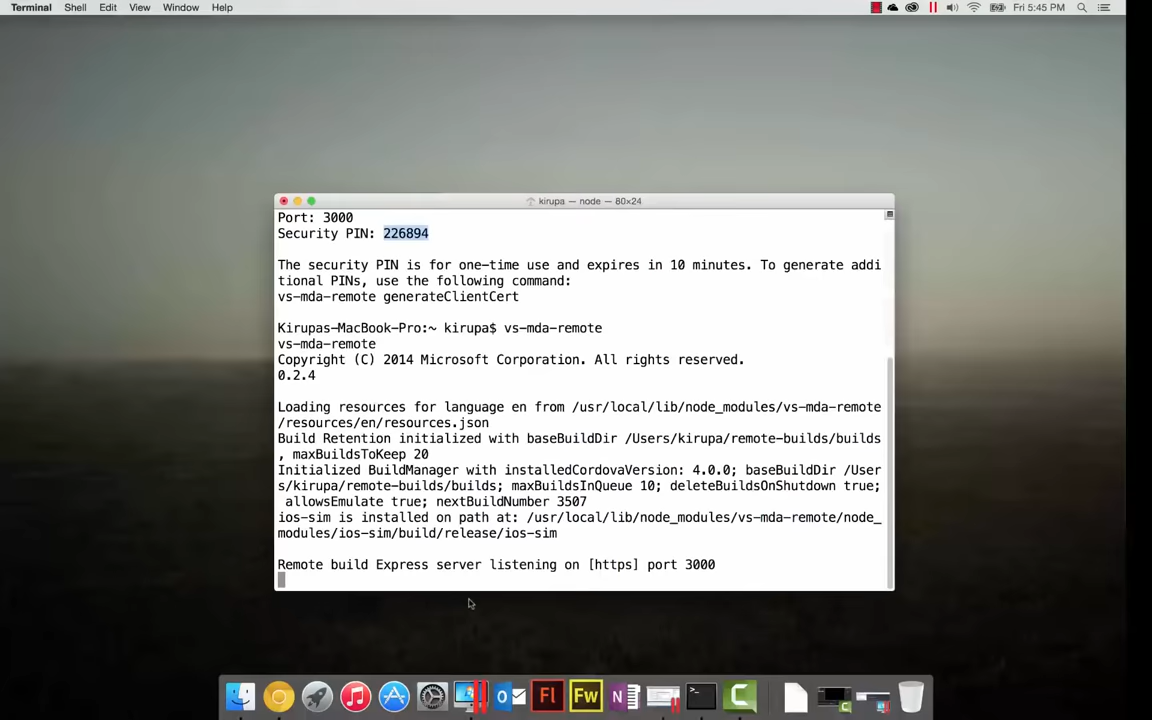 Terminal Shell Edit View Window Help Fri 5:45 PM
kirupa — node — 80×24
Port: 3000
Security PIN: 226894
The security PIN is for one-time use and expires in 10 minutes. To generate addi
tional PINs, use the following command:
vs-mda-remote generateClientCert
Kirupas-MacBook-Pro:~ kirupa$ vs-mda-remote
vs-mda-remote
Copyright (C) 2014 Microsoft Corporation. All rights reserved.
0.2.4
Loading resources for language en from /usr/local/lib/node_modules/vs-mda-remote
/resources/en/resources.json
Build Retention initialized with baseBuildDir /Users/kirupa/remote-builds/builds
, maxBuildsToKeep 20
Initialized BuildManager with installedCordovaVersion: 4.0.0; baseBuildDir /User
s/kirupa/remote-builds/builds; maxBuildsInQueue 10; deleteBuildsOnShutdown true;
allowsEmulate true; nextBuildNumber 3507
ios-sim is installed on path at: /usr/local/lib/node_modules/vs-mda-remote/node_
modules/ios-sim/build/release/ios-sim
Remote build Express server listening on [https] port 3000
Fl Fw N C